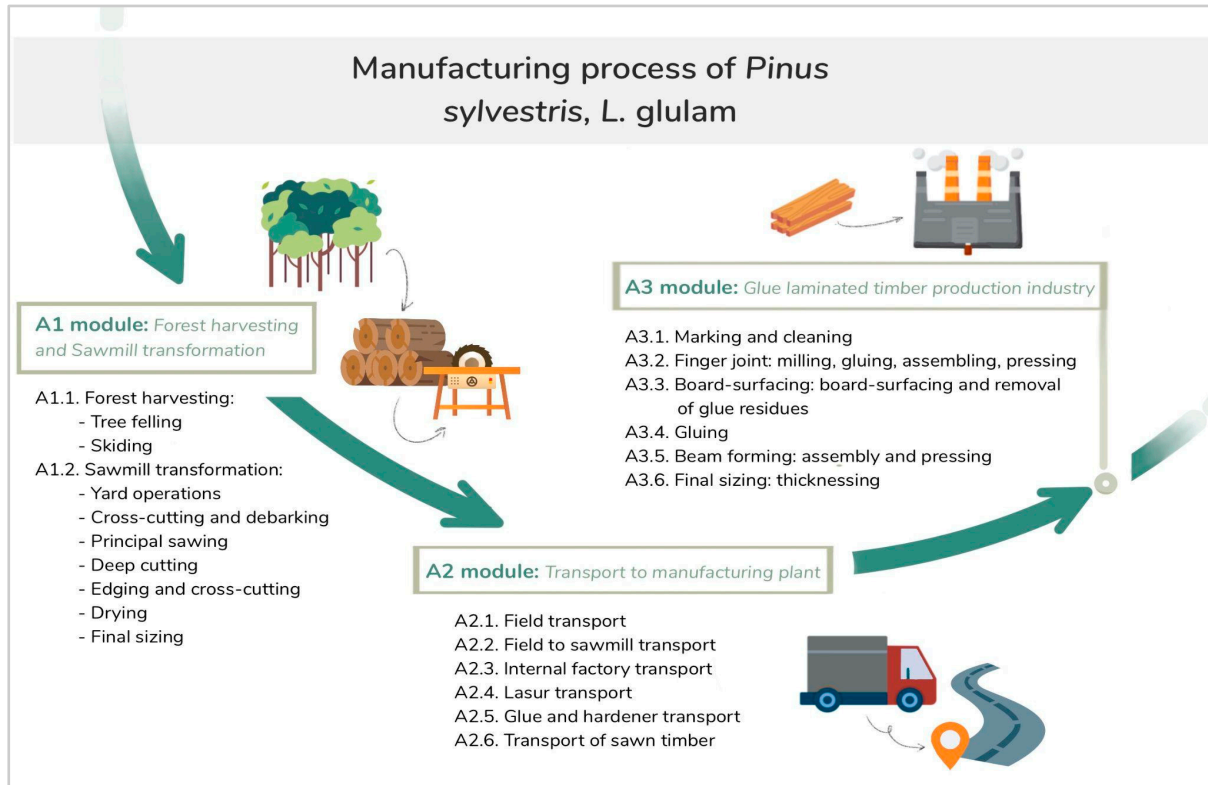 Manufacturing process of Pinus
sylvestris, L. glulam
A1 module: Forest harvesting
and Sawmill transformation
A1.1. Forest harvesting:
- Tree felling
- Skiding
A1.2. Sawmill transformation:
- Yard operations
- Cross-cutting and debarking
- Principal sawing
- Deep cutting
- Edging and cross-cutting
- Drying
- Final sizing
A2 module: Transport to manufacturing plant
A2.1. Field transport
A2.2. Field to sawmill transport
A2.3. Internal factory transport
A2.4. Lasur transport
A2.5. Glue and hardener transport
A2.6. Transport of sawn timber
A3 module: Glue laminated timber production industry
A3.1. Marking and cleaning
A3.2. Finger joint: milling, gluing, assembling, pressing
A3.3. Board-surfacing: board-surfacing and removal
of glue residues
A3.4. Gluing
A3.5. Beam forming: assembly and pressing
A3.6. Final sizing: thicknessing